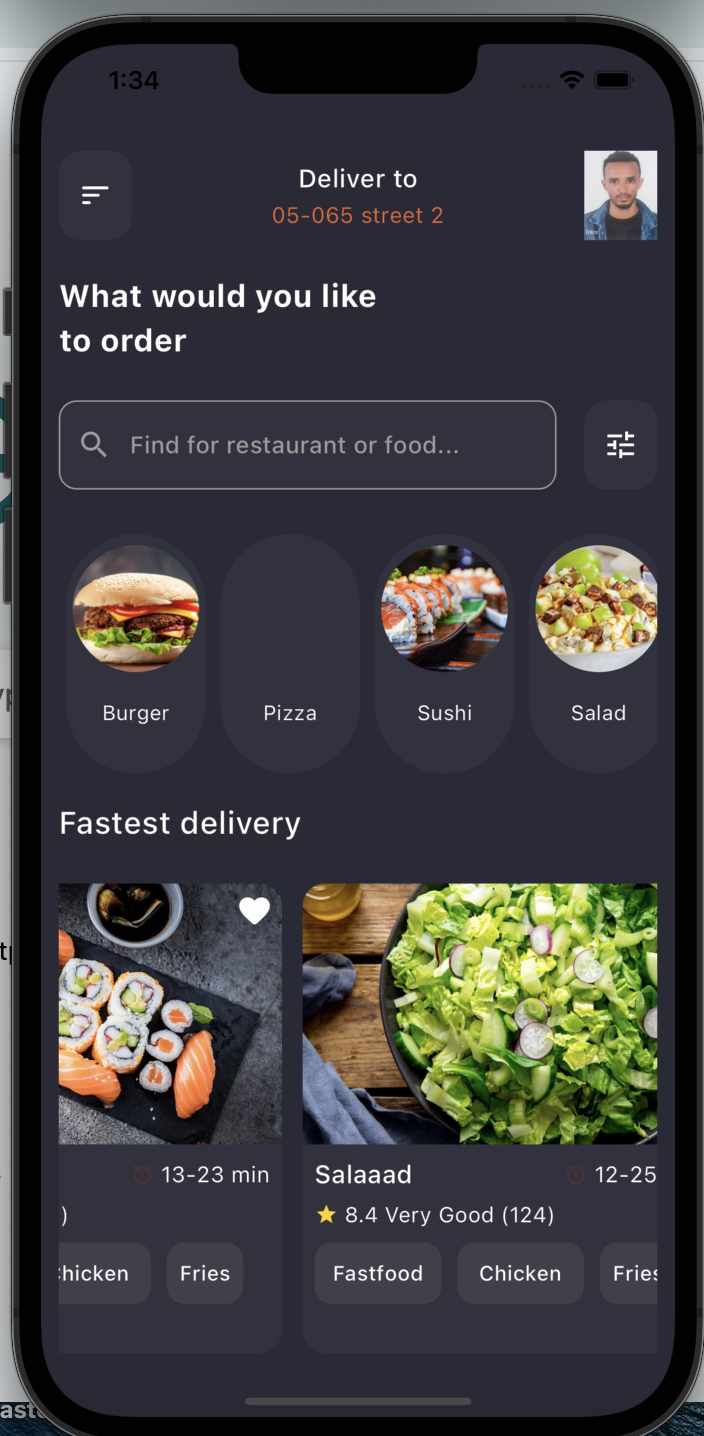 1:34
Deliver to
05-065 street 2
What would you like
to order
Find for restaurant or food...
Burger
Pizza
Sushi
Salad
Fastest delivery
13-23 min
)
hicken
Fries
Salaaad
12-25
8.4 Very Good (124)
Fastfood
Chicken
Fries